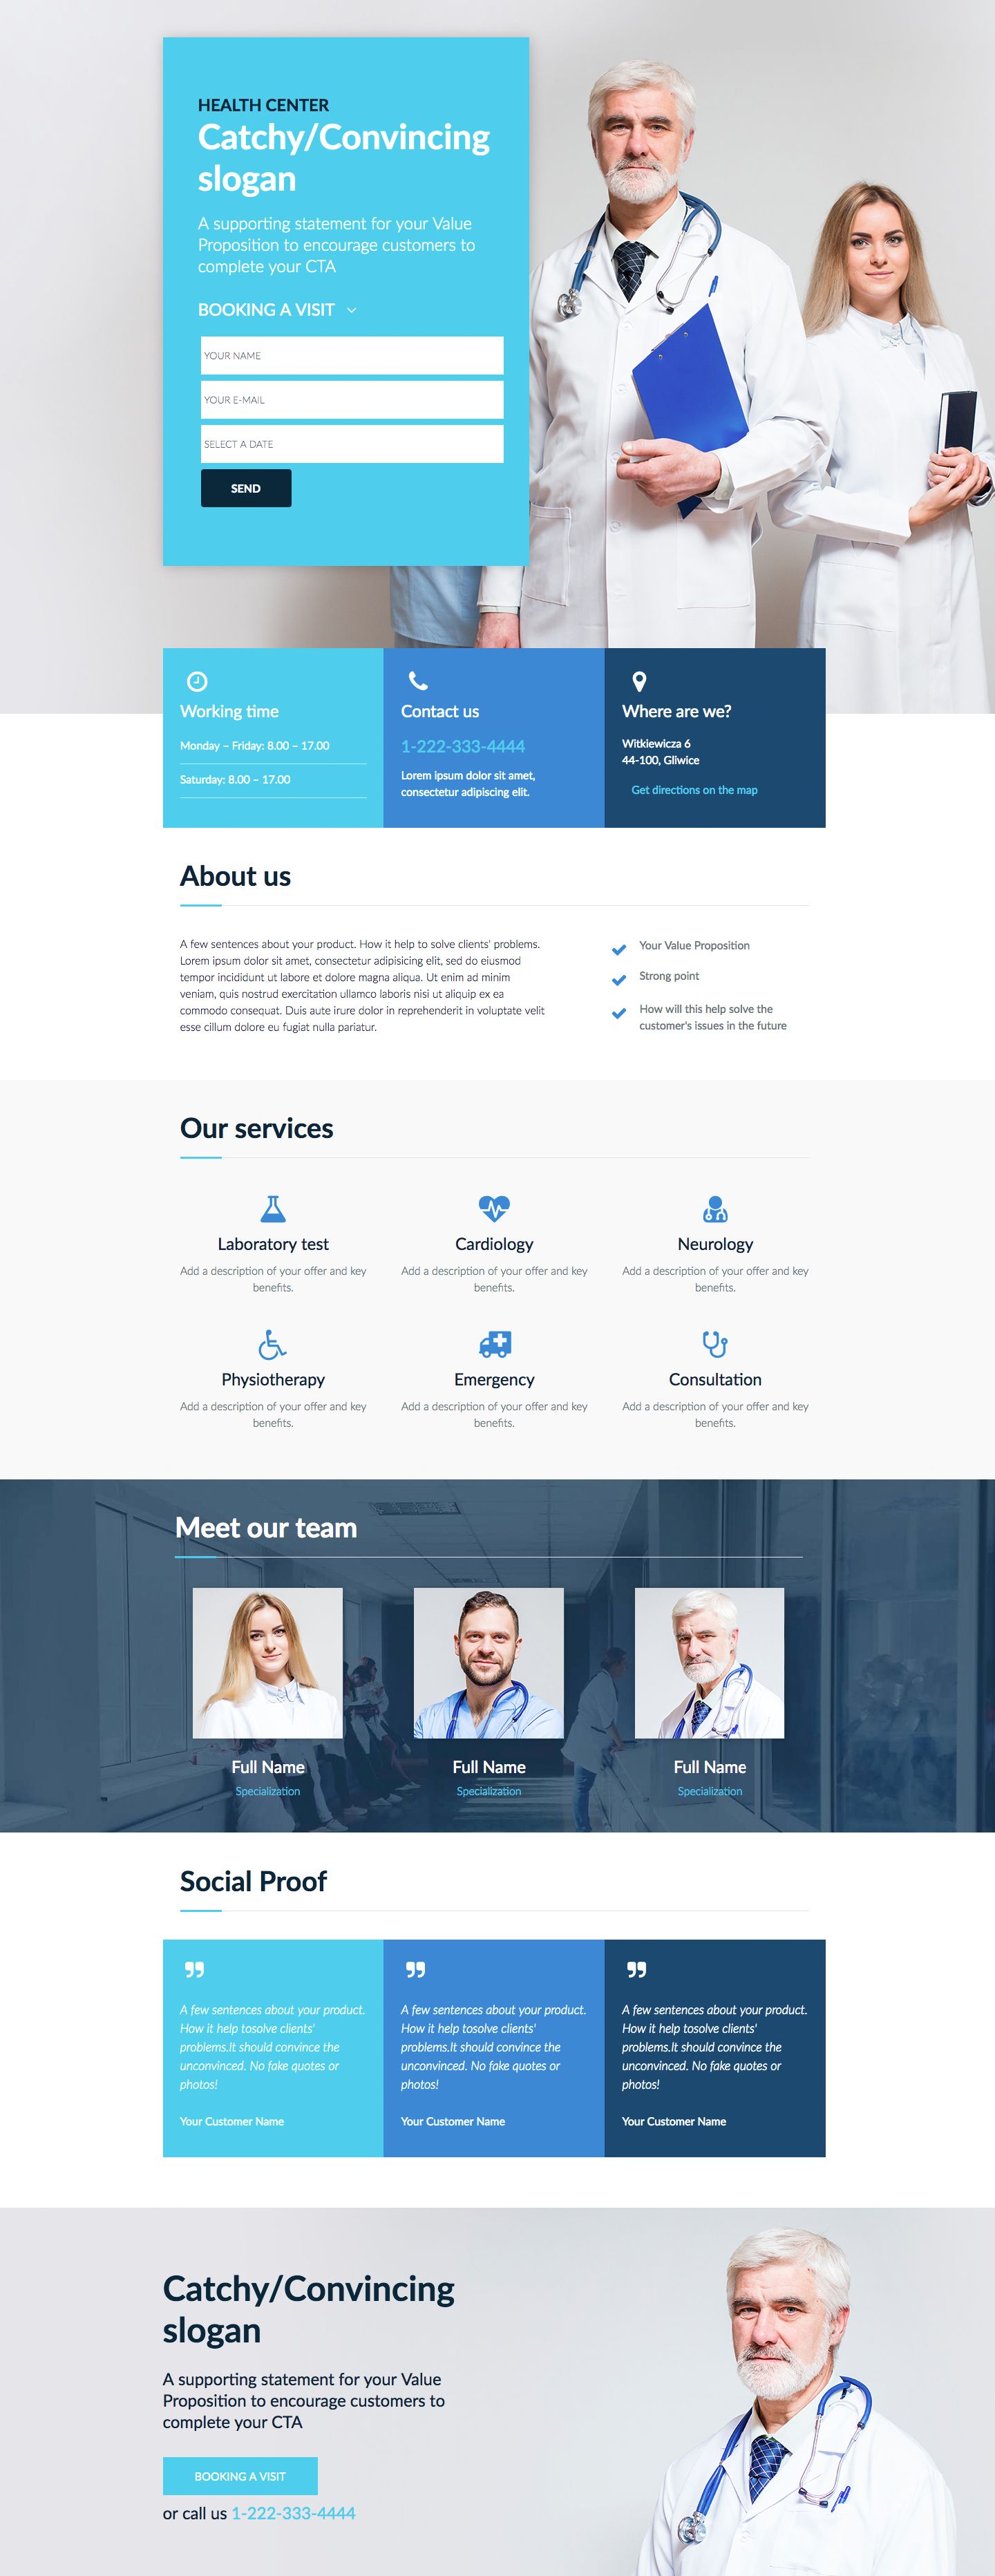 HEALTH CENTER
Catchy/Convincing
slogan
A supporting statement for your Value
Proposition to encourage customers to
complete your CTA
BOOKING A VISIT
YOUR NAME
YOUR E-MAIL
SELECT A DATE
SEND
Working time
Monday – Friday: 8.00 – 17.00
Saturday: 8.00 – 17.00
Contact us
1-222-333-4444
Lorem ipsum dolor sit amet,
consectetur adipiscing elit.
Where are we?
Witkiewicza 6
44-100, Gliwice
Get directions on the map
About us
A few sentences about your product. How it help to solve clients' problems.
Lorem ipsum dolor sit amet, consectetur adipisicing elit, sed do eiusmod
tempor incididunt ut labore et dolore magna aliqua. Ut enim ad minim
veniam, quis nostrud exercitation ullamco laboris nisi ut aliquip ex ea
commodo consequat. Duis aute irure dolor in reprehenderit in voluptate velit
esse cillum dolore eu fugiat nulla pariatur.
Your Value Proposition
Strong point
How will this help solve the
customer's issues in the future
Our services
Laboratory test
Add a description of your offer and key
benefits.
Cardiology
Add a description of your offer and key
benefits.
Neurology
Add a description of your offer and key
benefits.
Physiotherapy
Add a description of your offer and key
benefits.
Emergency
Add a description of your offer and key
benefits.
Consultation
Add a description of your offer and key
benefits.
Meet our team
Full Name
Specialization
Full Name
Specialization
Full Name
Specialization
Social Proof
A few sentences about your product.
How it help tosolve clients'
problems.It should convince the
unconvinced. No fake quotes or
photos!
Your Customer Name
A few sentences about your product.
How it help tosolve clients'
problems.It should convince the
unconvinced. No fake quotes or
photos!
Your Customer Name
A few sentences about your product.
How it help tosolve clients'
problems.It should convince the
unconvinced. No fake quotes or
photos!
Your Customer Name
Catchy/Convincing
slogan
A supporting statement for your Value
Proposition to encourage customers to
complete your CTA
BOOKING A VISIT
or call us 1-222-333-4444